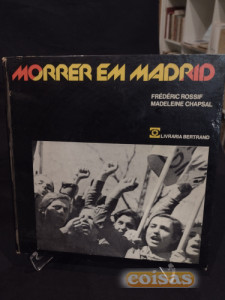 MORRER EM MADRID
FRÉDÉRIC ROSSIF
MADELEINE CHAPSAL
LIVRARIA BERTRAND
coisas